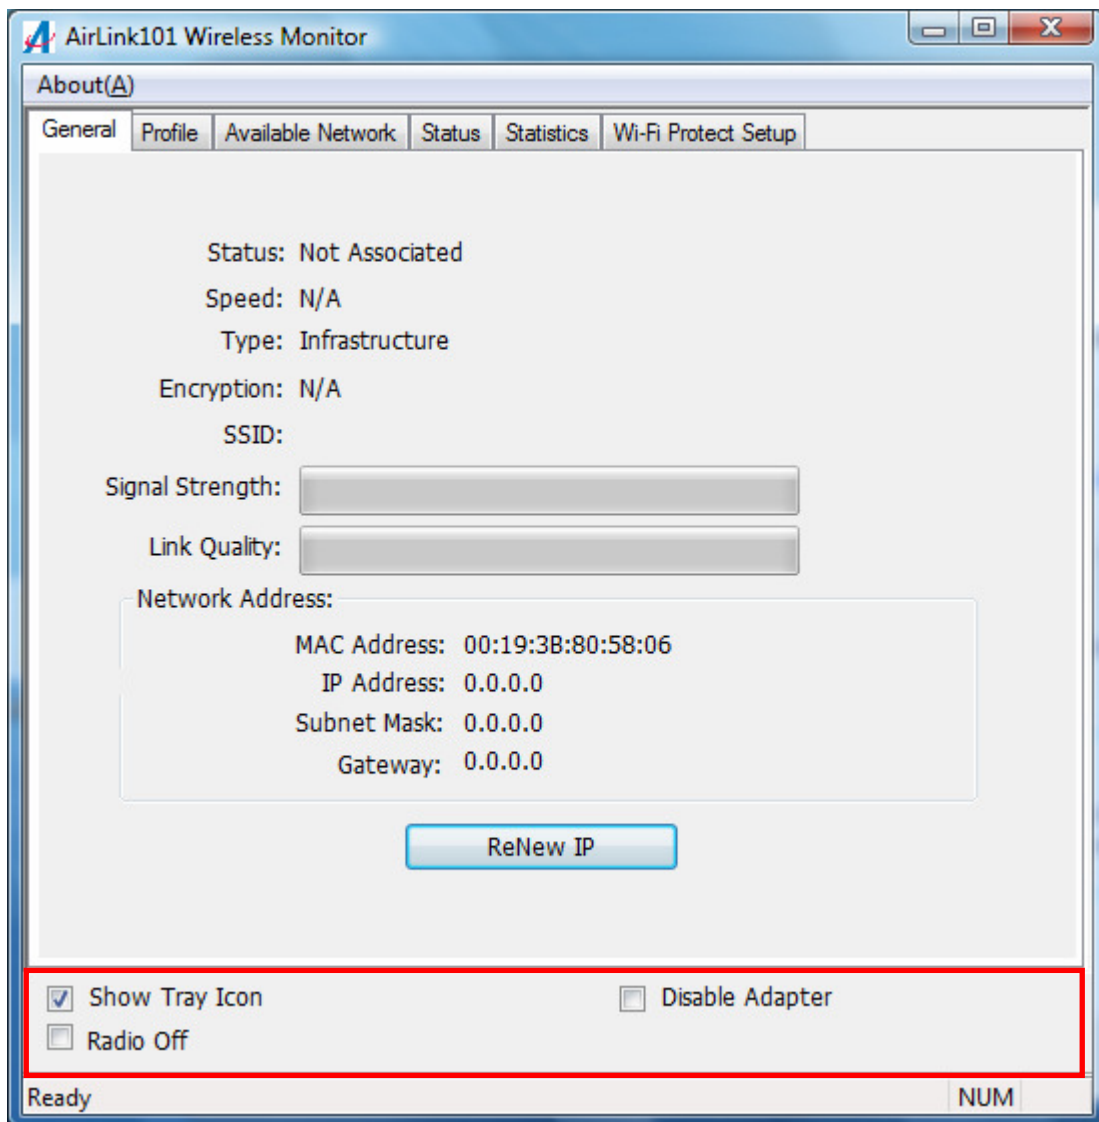 AirLink101 Wireless Monitor
About(A)
General Profile Available Network Status Statistics Wi-Fi Protect Setup
Status: Not Associated
Speed: N/A
Type: Infrastructure
Encryption: N/A
SSID:
Signal Strength:
Link Quality:
Network Address:
MAC Address: 00:19:3B:80:58:06
IP Address: 0.0.0.0
Subnet Mask: 0.0.0.0
Gateway: 0.0.0.0
ReNew IP
Show Tray Icon Disable Adapter
Radio Off
Ready NUM